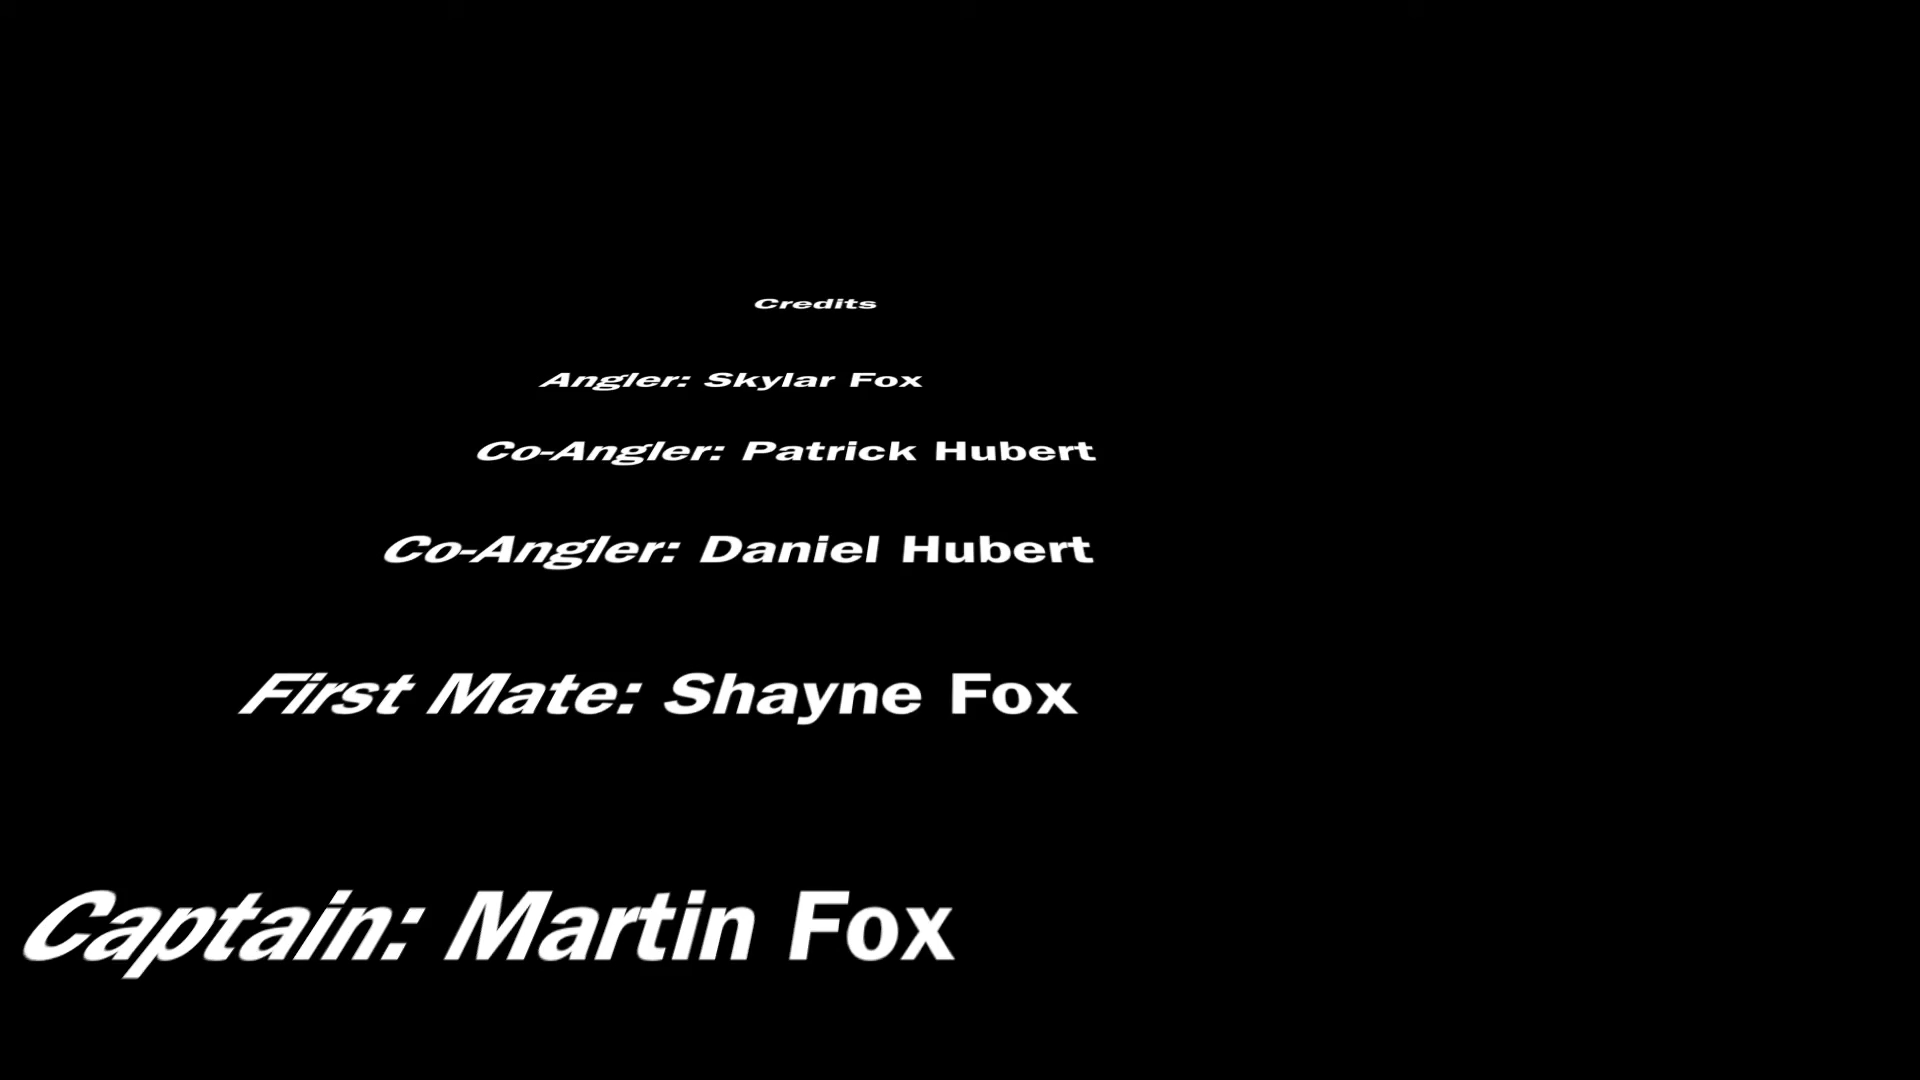 Credits
Angler: Skylar Fox
Co-Angler: Patrick Hubert
Co-Angler: Daniel Hubert
First Mate: Shayne Fox
Captain: Martin Fox